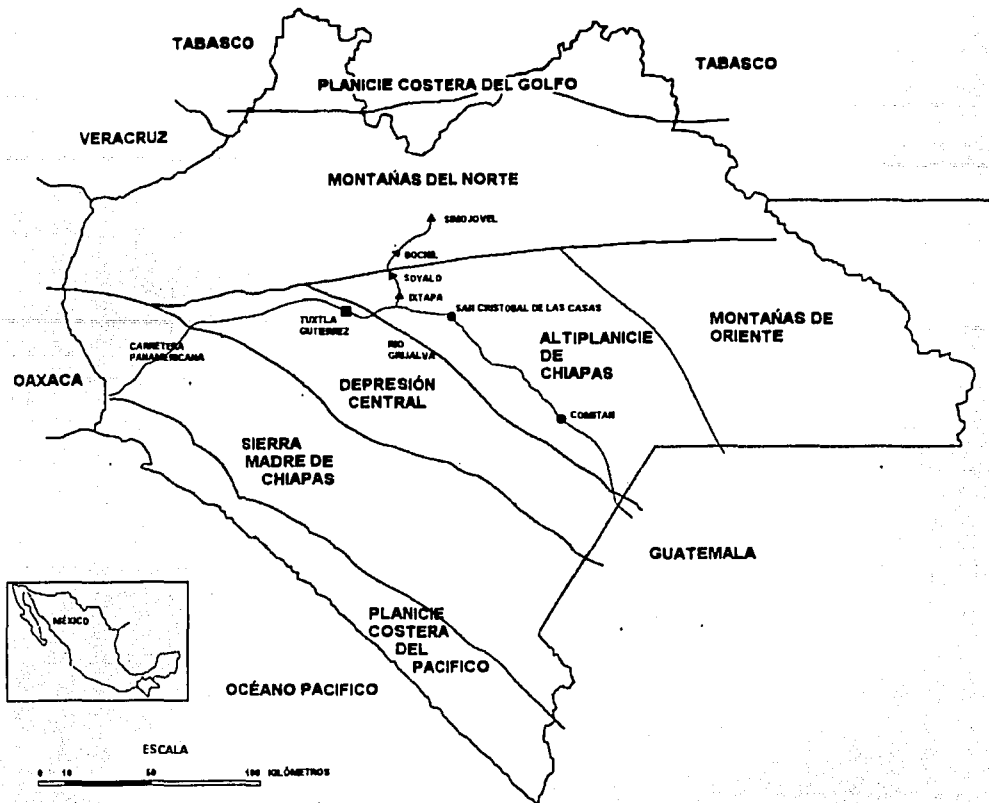 TABASCO
TABASCO
PLANICIE COSTERA DEL GOLFO
VERACRUZ
MONTAÑAS DEL NORTE
SIMOJOVEL
BOCHIL
SOYALO
IXTAPA
SAN CRISTOBAL DE LAS CASAS
TUXTLA
GUTIERREZ
MONTAÑAS DE
ORIENTE
ALTIPLANICIE
DE
CHIAPAS
CARRETERA
PANAMERICANA
RIO
GRIJALVA
OAXACA
DEPRESIÓN
CENTRAL
COMITAN
SIERRA
MADRE DE
CHIAPAS
GUATEMALA
MÉXICO
PLANICIE
COSTERA
DEL
PACIFICO
OCÉANO PACIFICO
ESCALA
0 10 50 100 KILÓMETROS